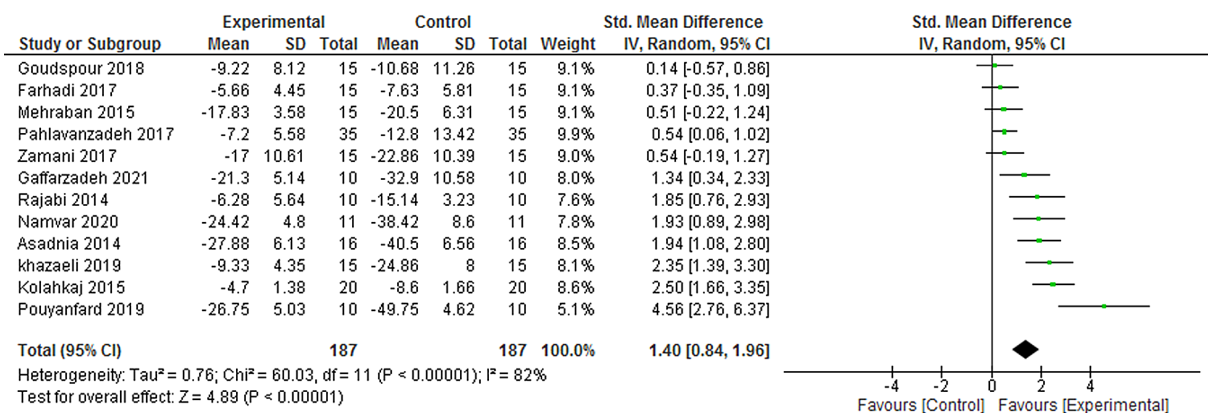 Experimental Control Std. Mean Difference Std. Mean Difference
Study or Subgroup Mean SD Total Mean SD Total Weight IV, Random, 95% CI IV, Random, 95% CI
Goudspour 2018 -9.22 8.12 15 -10.68 11.26 15 9.1% 0.14 [-0.57, 0.86]
Farhadi 2017 -5.66 4.45 15 -7.63 5.81 15 9.1% 0.37 [-0.35, 1.09]
Mehraban 2015 -17.83 3.58 15 -20.5 6.31 15 9.1% 0.51 [-0.22, 1.24]
Pahlavanzadeh 2017 -7.2 5.58 35 -12.8 13.42 35 9.9% 0.54 [0.06, 1.02]
Zamani 2017 -17 10.61 15 -22.86 10.39 15 9.0% 0.54 [-0.19, 1.27]
Gaffarzadeh 2021 -21.3 5.14 10 -32.9 10.58 10 8.0% 1.34 [0.34, 2.33]
Rajabi 2014 -6.28 5.64 10 -15.14 3.23 10 7.6% 1.85 [0.76, 2.93]
Namvar 2020 -24.42 4.8 11 -38.42 8.6 11 7.8% 1.93 [0.89, 2.98]
Asadnia 2014 -27.88 6.13 16 -40.5 6.56 16 8.5% 1.94 [1.08, 2.80]
khazaeli 2019 -9.33 4.35 15 -24.86 8 15 8.1% 2.35 [1.39, 3.30]
Kolahkaj 2015 -4.7 1.38 20 -8.6 1.66 20 8.6% 2.50 [1.66, 3.35]
Pouyanfard 2019 -26.75 5.03 10 -49.75 4.62 10 5.1% 4.56 [2.76, 6.37]
Total (95% CI) 187 187 100.0% 1.40 [0.84, 1.96]
Heterogeneity: Tau² = 0.76; Chi² = 60.03, df = 11 (P < 0.00001); I² = 82%
Test for overall effect: Z = 4.89 (P < 0.00001)
-4 -2 0 2 4
Favours [Control] Favours [Experimental]